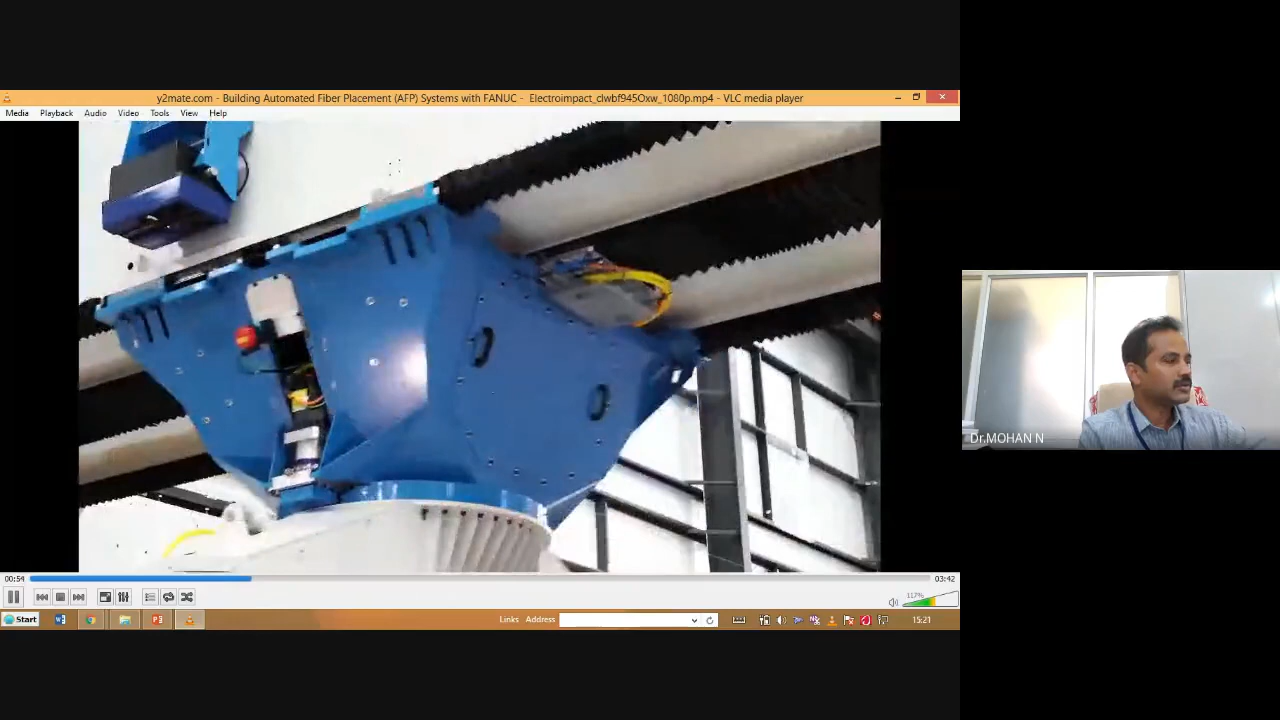 y2mate.com - Building Automated Fiber Placement (AFP) Systems with FANUC - Electroimpact_clwbf945Oxw_1080p.mp4 - VLC media player
Media Playback Audio Video Tools View Help
Dr.MOHAN N
00:54
03:42
117%
Start
Links Address
15:21